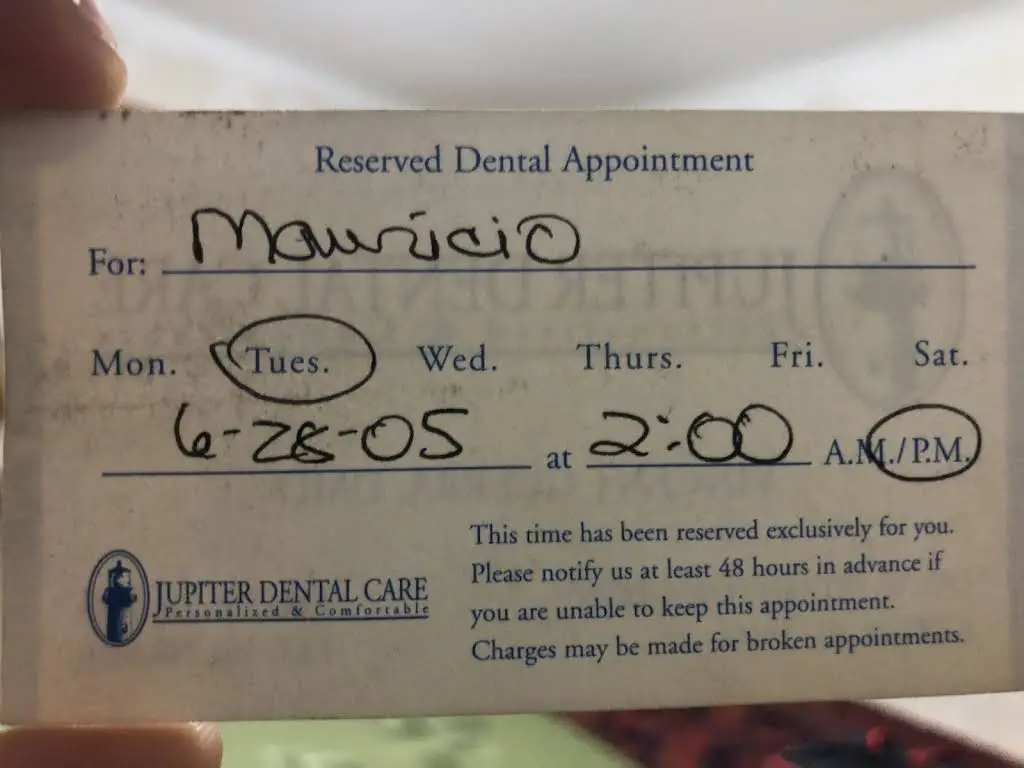 Reserved Dental Appointment
For: Mauricio
Mon. Tues. Wed. Thurs. Fri. Sat.
6-28-05 at 2:00 A.M./P.M.
JUPITER DENTAL CARE
Personalized & Comfortable
This time has been reserved exclusively for you.
Please notify us at least 48 hours in advance if
you are unable to keep this appointment.
Charges may be made for broken appointments.